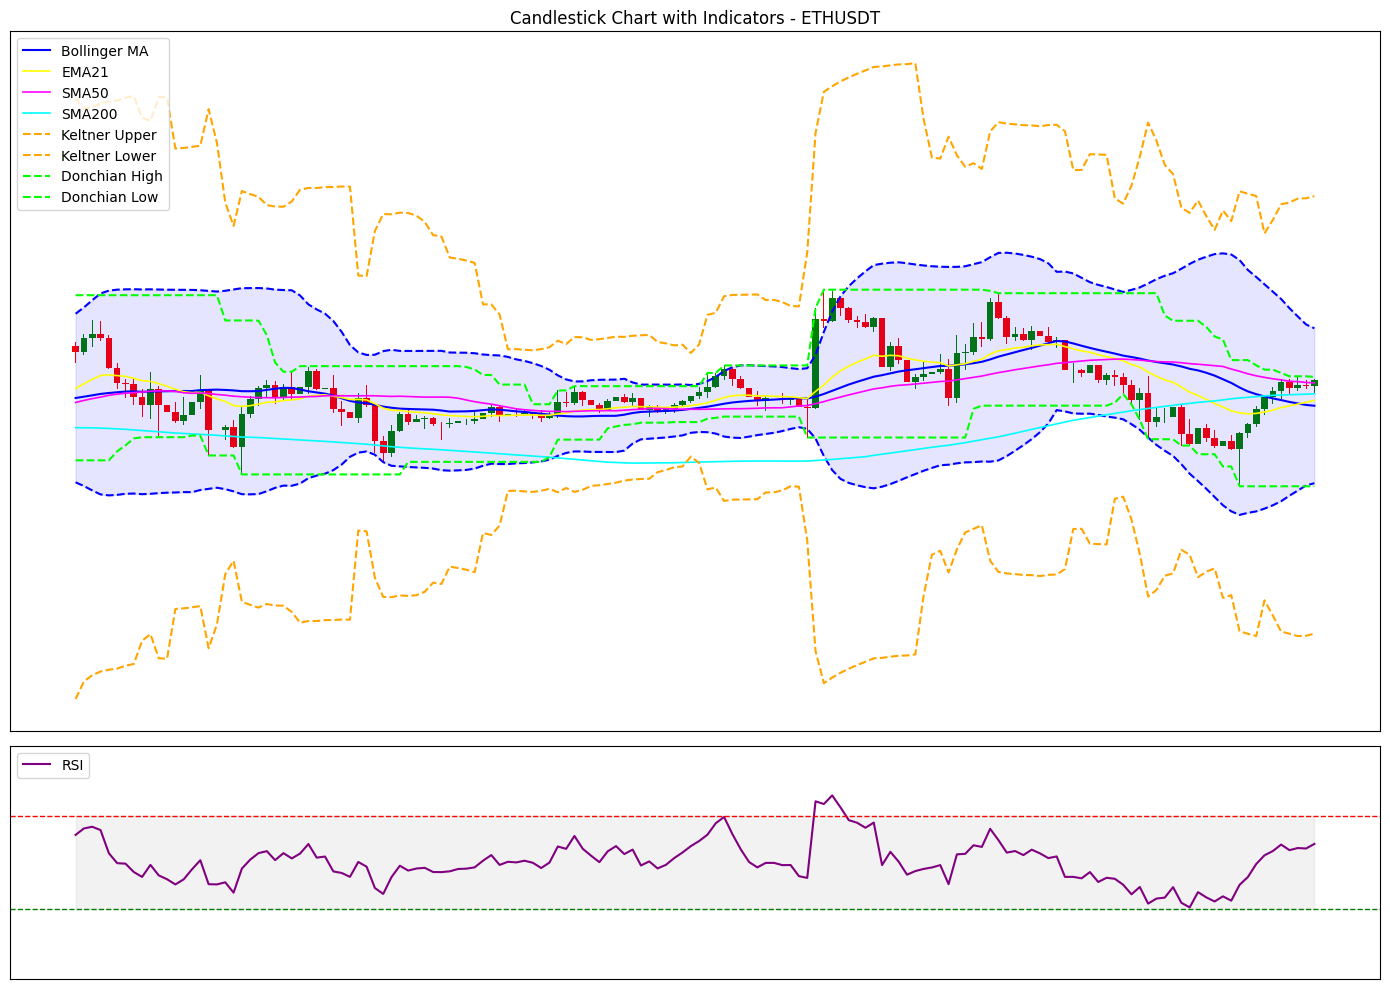 Candlestick Chart with Indicators - ETHUSDT
Bollinger MA
EMA21
SMA50
SMA200
Keltner Upper
Keltner Lower
Donchian High
Donchian Low
RSI